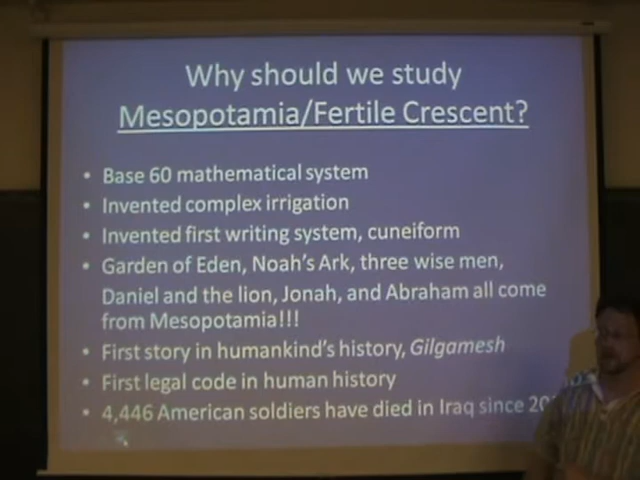 Why should we study
Mesopotamia/Fertile Crescent?
• Base 60 mathematical system
• Invented complex irrigation
• Invented first writing system, cuneiform
• Garden of Eden, Noah's Ark, three wise men,
Daniel and the lion, Jonah, and Abraham all come
from Mesopotamia!!!
• First story in humankind's history, Gilgamesh
• First legal code in human history
• 4,446 American soldiers have died in Iraq since